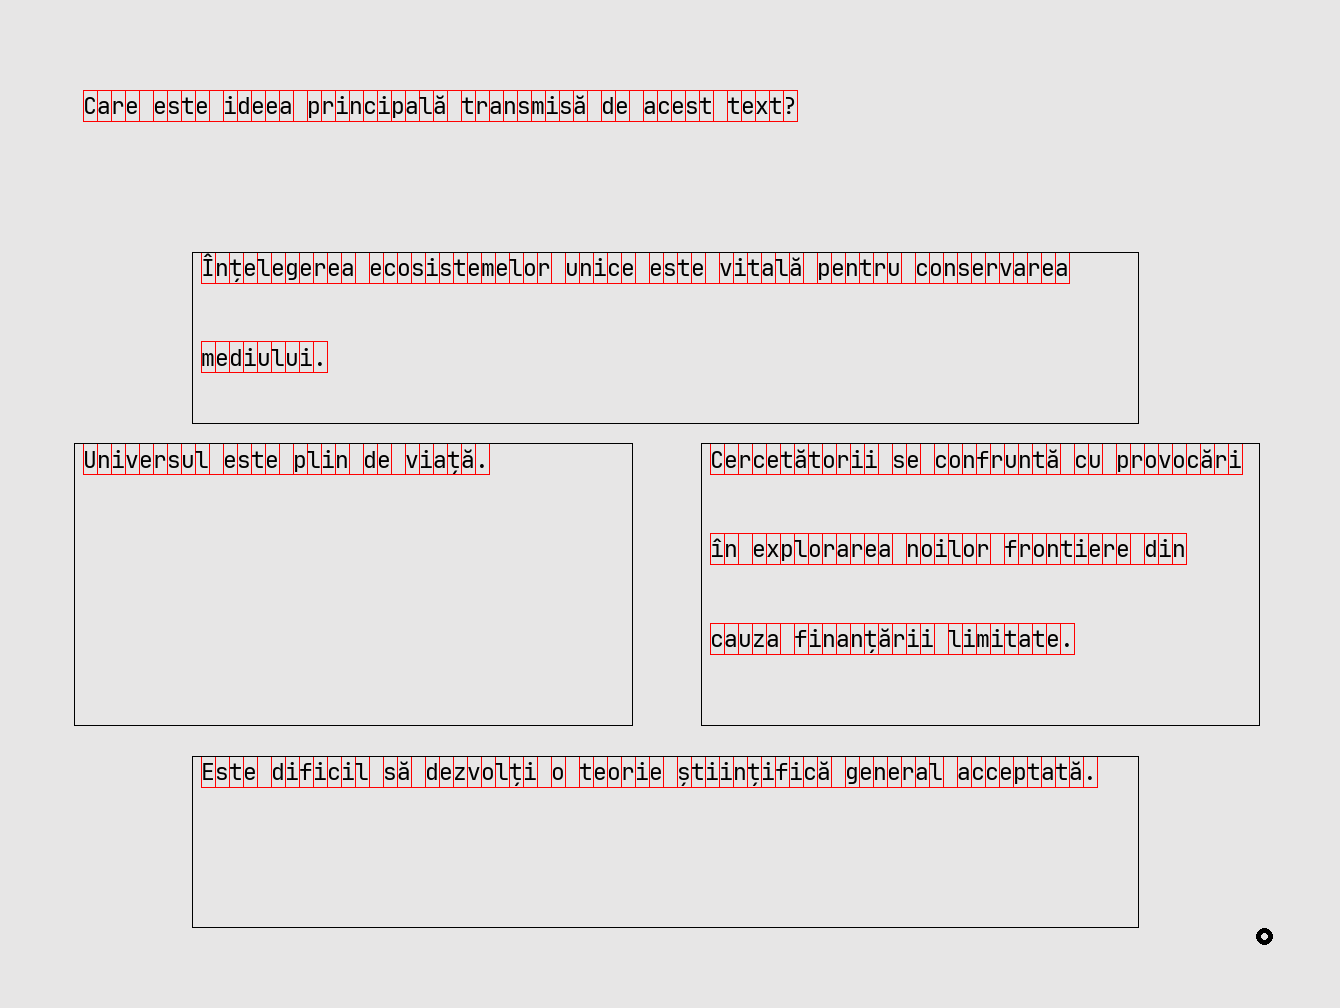 Care este ideea principală transmisă de acest text?
Înțelegerea ecosistemelor unice este vitală pentru conservarea
mediului.
Universul este plin de viață.
Cercetătorii se confruntă cu provocări
în explorarea noilor frontiere din
cauza finanțării limitate.
Este dificil să dezvolți o teorie științifică general acceptată.